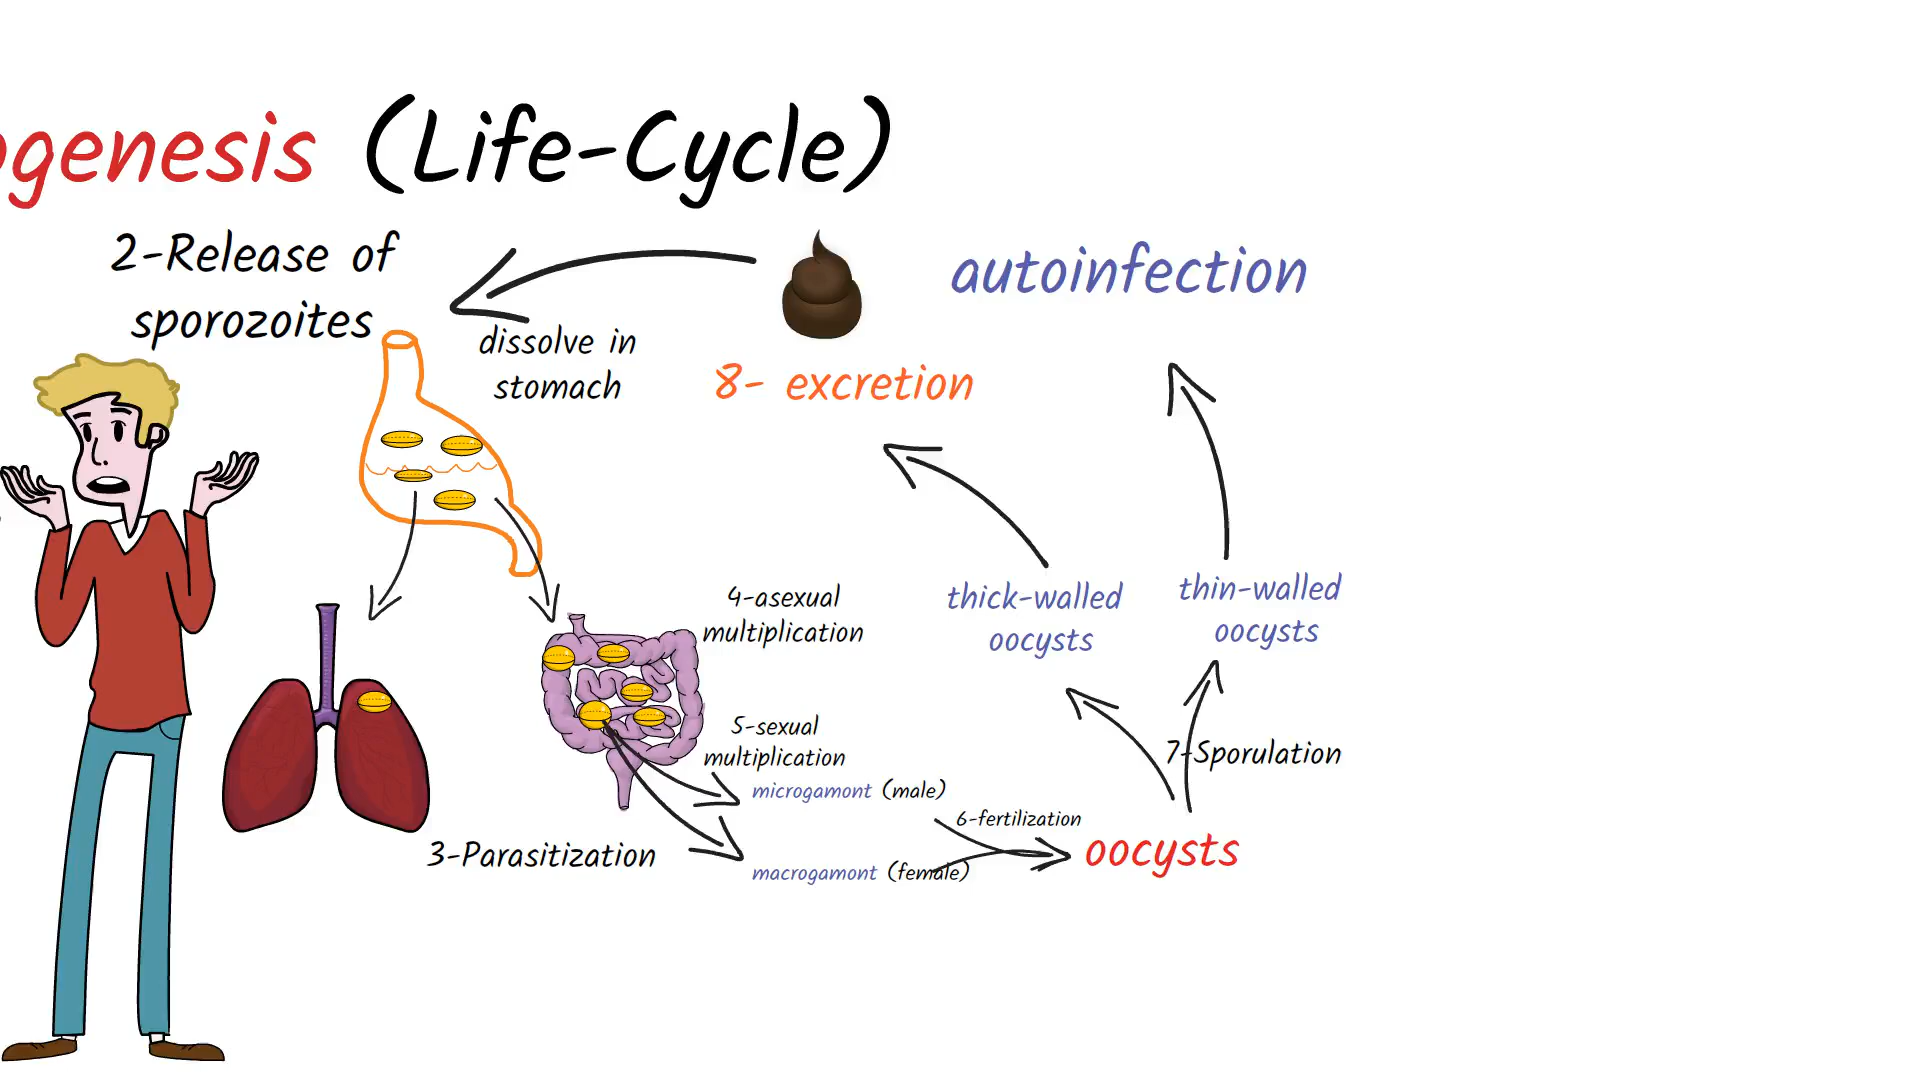 ogenesis (Life-Cycle)
2-Release of
sporozoites
autoinfection
dissolve in
stomach
8- excretion
4-asexual
multiplication
thick-walled
oocysts
thin-walled
oocysts
5-sexual
multiplication
7-Sporulation
microgamont (male)
6-fertilization
3-Parasitization
oocysts
macrogamont (female)